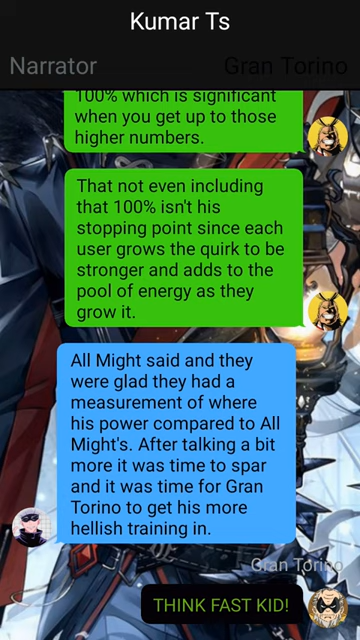 Kumar Ts
Narrator
Gran Torino
100% which is significant
when you get up to those
higher numbers.
That not even including
that 100% isn't his
stopping point since each
user grows the quirk to be
stronger and adds to the
pool of energy as they
grow it.
All Might said and they
were glad they had a
measurement of where
his power compared to All
Might's. After talking a bit
more it was time to spar
and it was time for Gran
Torino to get his more
hellish training in.
Gran Torino
THINK FAST KID!